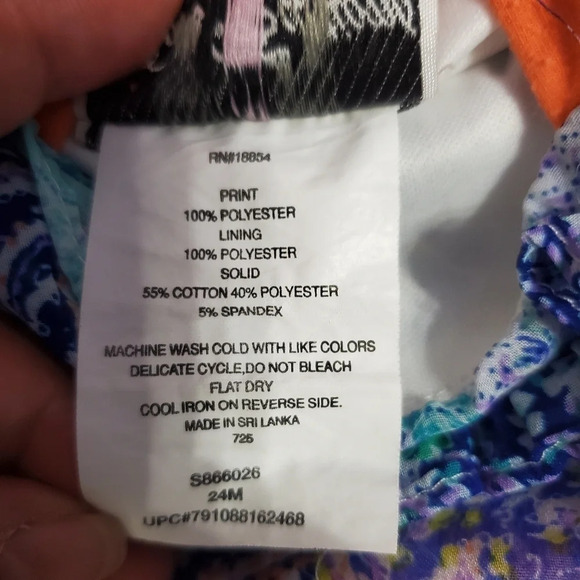 RN#18854
PRINT
100% POLYESTER
LINING
100% POLYESTER
SOLID
55% COTTON 40% POLYESTER
5% SPANDEX
MACHINE WASH COLD WITH LIKE COLORS
DELICATE CYCLE,DO NOT BLEACH
FLAT DRY
COOL IRON ON REVERSE SIDE.
MADE IN SRI LANKA
725
S866026
24M
UPC#791088162468